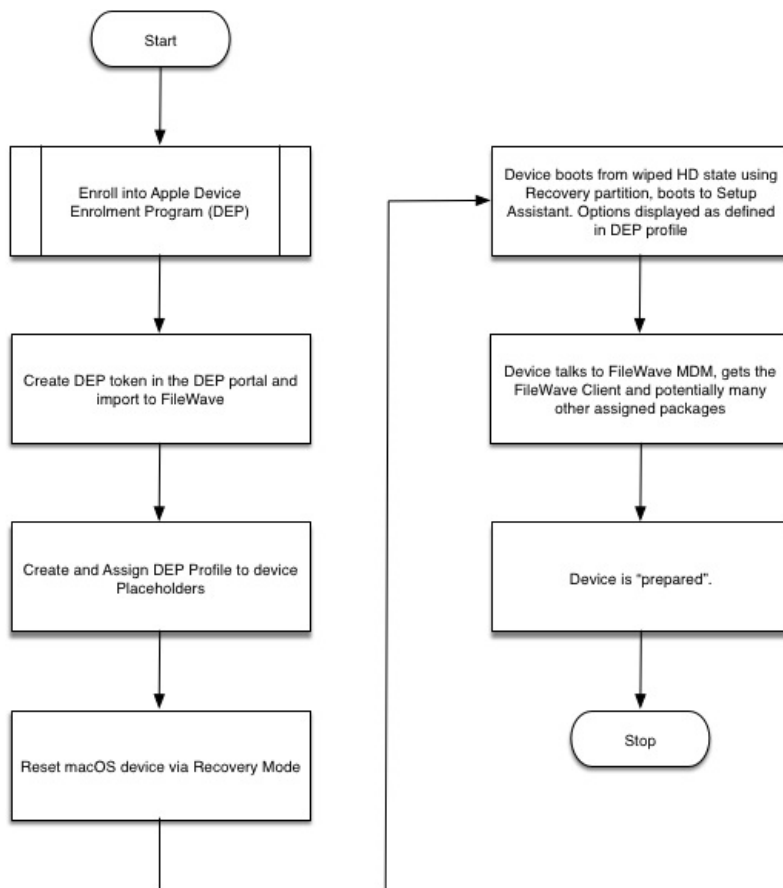 Start
Enroll into Apple Device
Enrolment Program (DEP)
Create DEP token in the DEP portal and
import to FileWave
Create and Assign DEP Profile to device
Placeholders
Reset macOS device via Recovery Mode
Device boots from wiped HD state using
Recovery partition, boots to Setup
Assistant. Options displayed as defined
in DEP profile
Device talks to FileWave MDM, gets the
FileWave Client and potentially many
other assigned packages
Device is “prepared”.
Stop